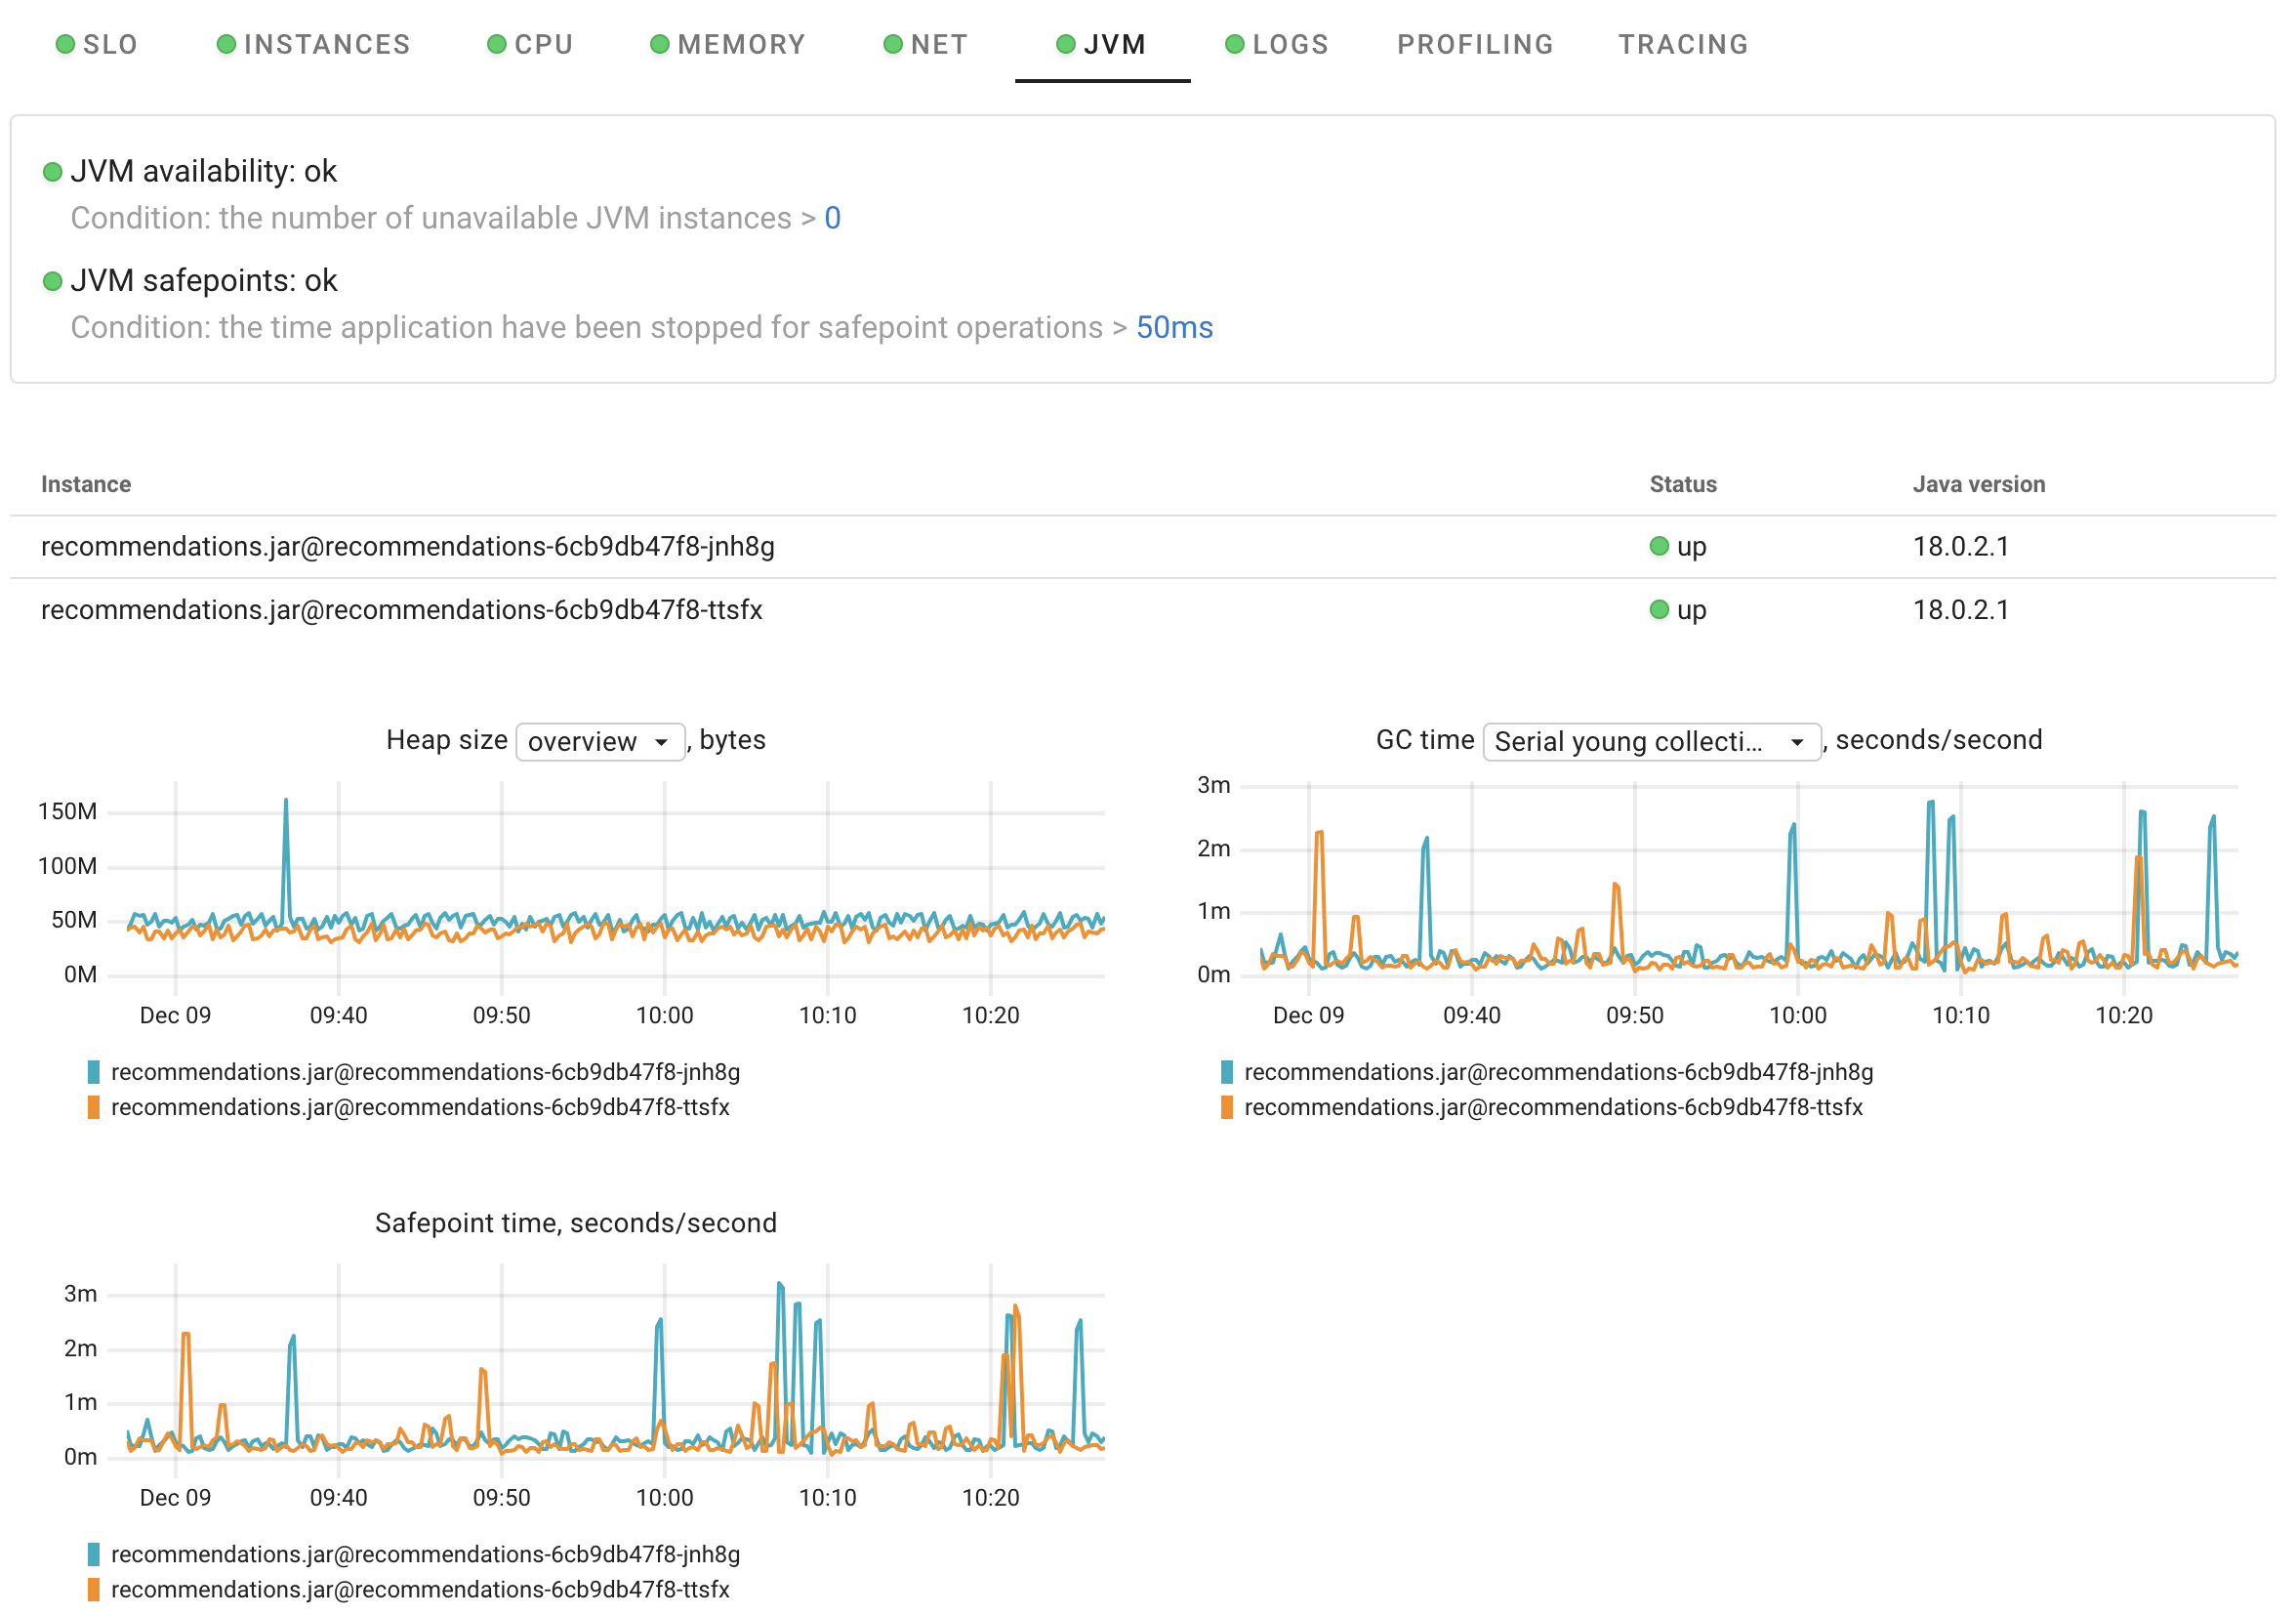 SLO INSTANCES CPU MEMORY NET JVM LOGS PROFILING TRACING
JVM availability: ok
Condition: the number of unavailable JVM instances > 0
JVM safepoints: ok
Condition: the time application have been stopped for safepoint operations > 50ms
Instance Status Java version
recommendations.jar@recommendations-6cb9db47f8-jnh8g up 18.0.2.1
recommendations.jar@recommendations-6cb9db47f8-ttsfx up 18.0.2.1
Heap size overview , bytes
150M
100M
50M
0M
Dec 09 09:40 09:50 10:00 10:10 10:20
recommendations.jar@recommendations-6cb9db47f8-jnh8g
recommendations.jar@recommendations-6cb9db47f8-ttsfx
GC time Serial young collecti... , seconds/second
3m
2m
1m
0m
Dec 09 09:40 09:50 10:00 10:10 10:20
recommendations.jar@recommendations-6cb9db47f8-jnh8g
recommendations.jar@recommendations-6cb9db47f8-ttsfx
Safepoint time, seconds/second
3m
2m
1m
0m
Dec 09 09:40 09:50 10:00 10:10 10:20
recommendations.jar@recommendations-6cb9db47f8-jnh8g
recommendations.jar@recommendations-6cb9db47f8-ttsfx